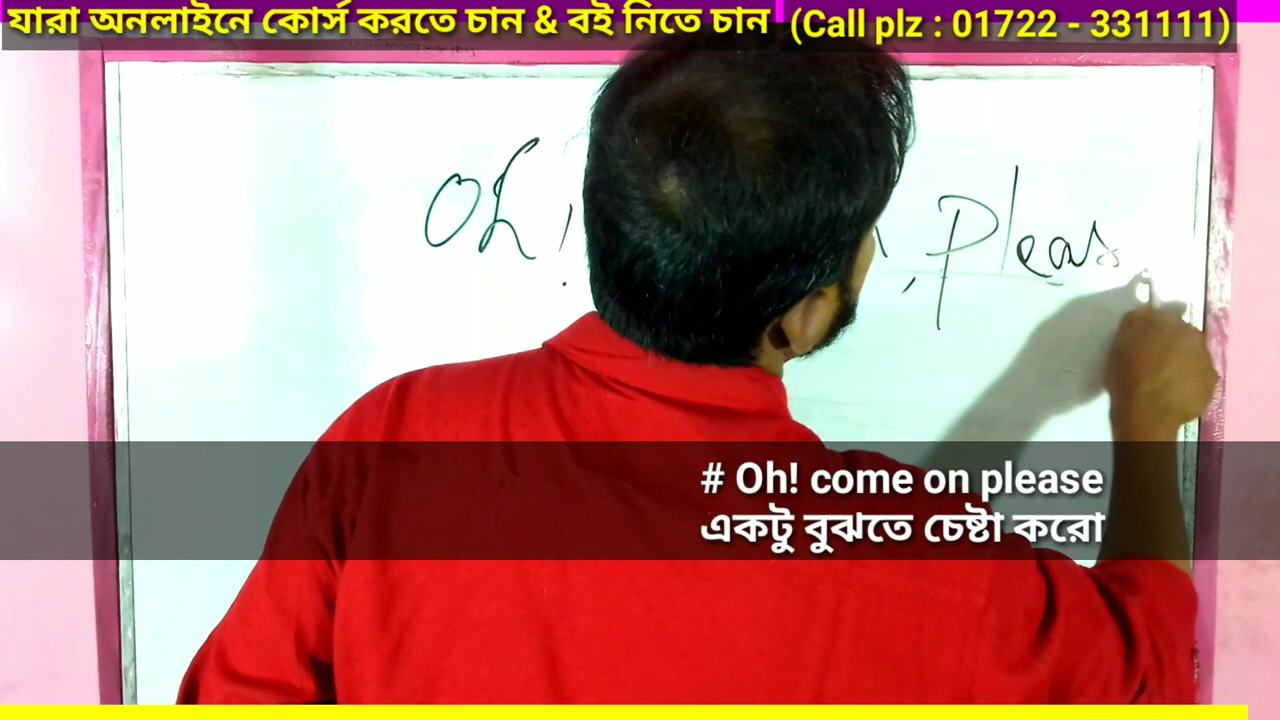 যারা অনলাইনে কোর্স করতে চান & বই নিতে চান (Call plz : 01722 - 331111)
Oh! , Pleas
# Oh! come on please
একটু বুঝতে চেষ্টা করো